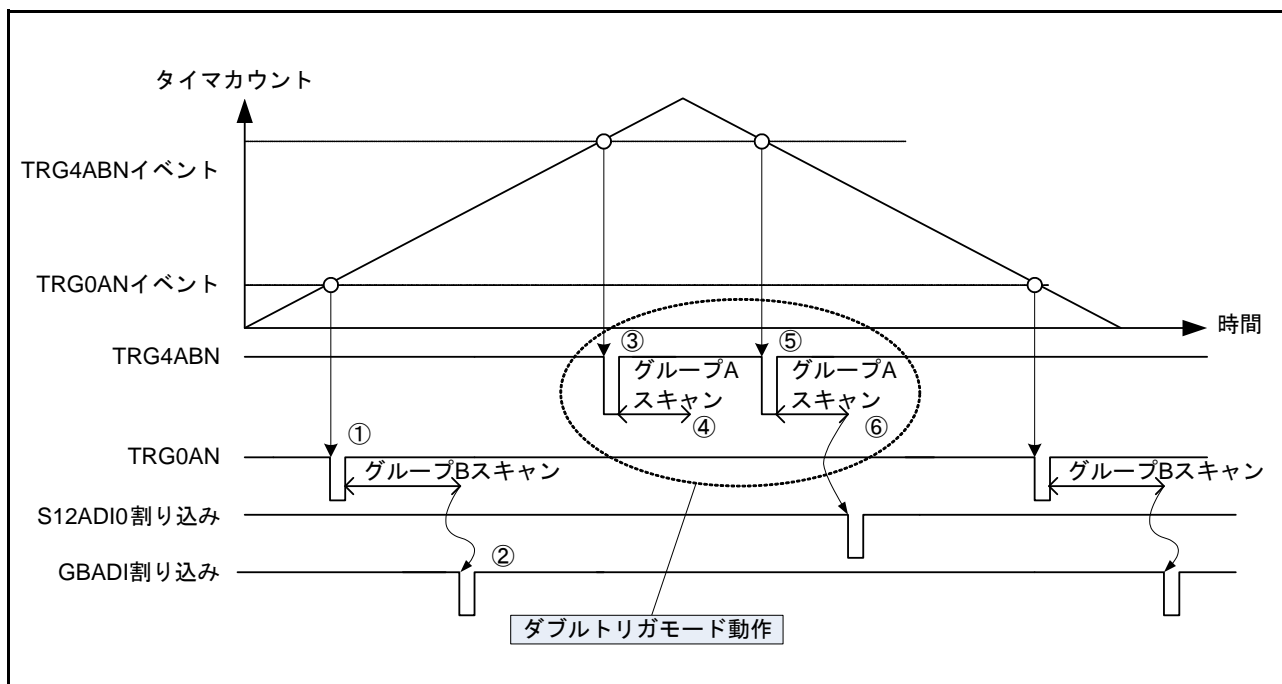 タイマカウント
TRG4ABNイベント
TRG0ANイベント
時間
TRG4ABN
③
グループA
スキャン
④
⑤
グループA
スキャン
⑥
TRG0AN
①
グループBスキャン
グループBスキャン
S12ADI0割り込み
GBADI割り込み
②
ダブルトリガモード動作